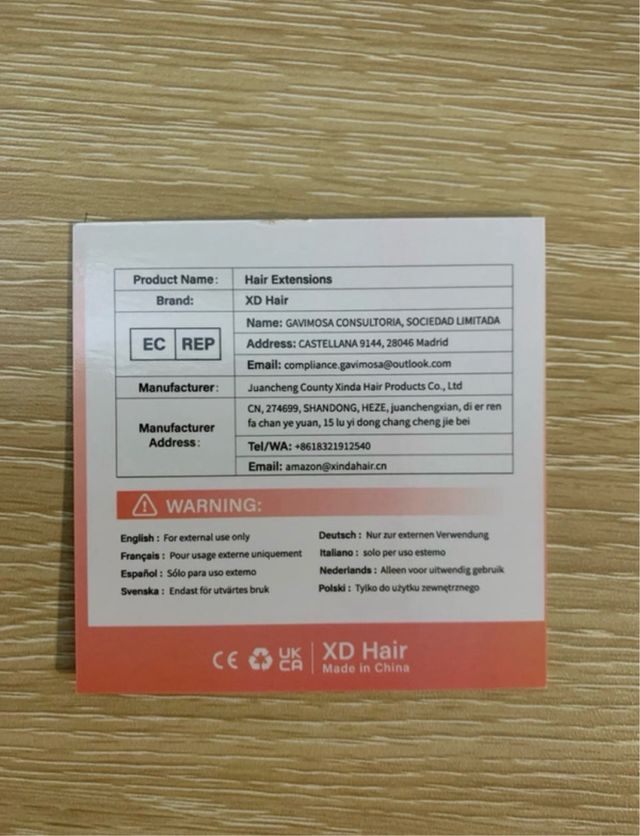 Product Name: Hair Extensions
Brand: XD Hair
EC REP
Name: GAVIMOSA CONSULTORIA, SOCIEDAD LIMITADA
Address: CASTELLANA 9144, 28046 Madrid
Email: compliance.gavimosa@outlook.com
Manufacturer: Juancheng County Xinda Hair Products Co., Ltd
Manufacturer Address:
CN, 274699, SHANDONG, HEZE, juanchengxian, di er ren
fa chan ye yuan, 15 lu yi dong chang cheng jie bei
Tel/WA: +8618321912540
Email: amazon@xindahair.cn
WARNING:
English : For external use only
Français : Pour usage externe uniquement
Español : Sólo para uso externo
Svenska : Endast för utvärtes bruk
Deutsch : Nur zur externen Verwendung
Italiano : solo per uso esterno
Nederlands : Alleen voor uitwendig gebruik
Polski : Tylko do użytku zewnętrznego
CE UK CA XD Hair
Made in China